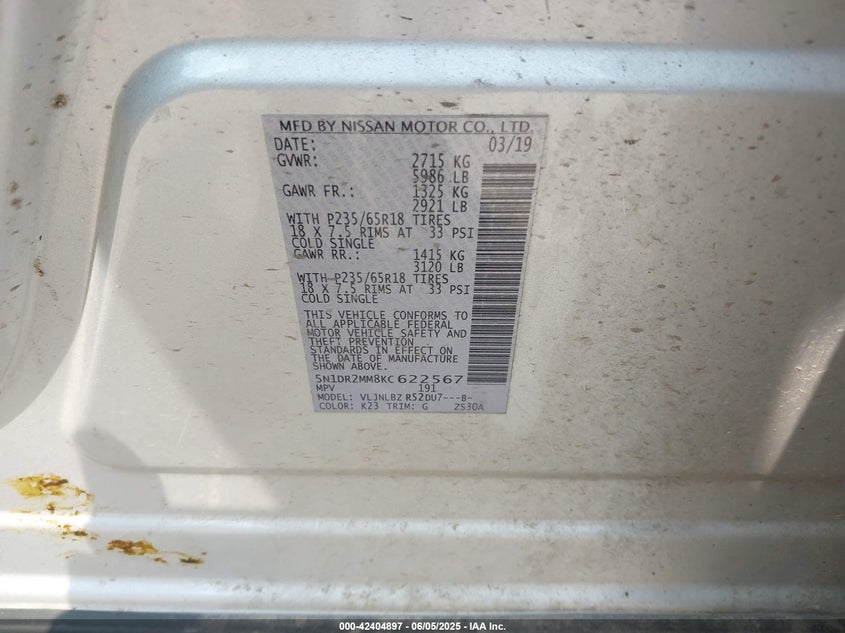 MFD BY NISSAN MOTOR CO., LTD.
DATE: 03/19
GVWR: 2715 KG
5986 LB
GAWR FR.: 1325 KG
2921 LB
WITH P235/65R18 TIRES
18 X 7.5 RIMS AT 33 PSI
COLD SINGLE
GAWR RR.: 1415 KG
3120 LB
WITH P235/65R18 TIRES
18 X 7.5 RIMS AT 33 PSI
COLD SINGLE
THIS VEHICLE CONFORMS TO
ALL APPLICABLE FEDERAL
MOTOR VEHICLE SAFETY AND
THEFT PREVENTION
STANDARDS IN EFFECT ON
THE DATE OF MANUFACTURE
SHOWN ABOVE.
5N1DR2MM8KC622567
MPV 191
MODEL: VLJNLBZ R52DU7---B-
COLOR: K23 TRIM: G ZS30A
000-42404897 - 06/05/2025 - IAA Inc.